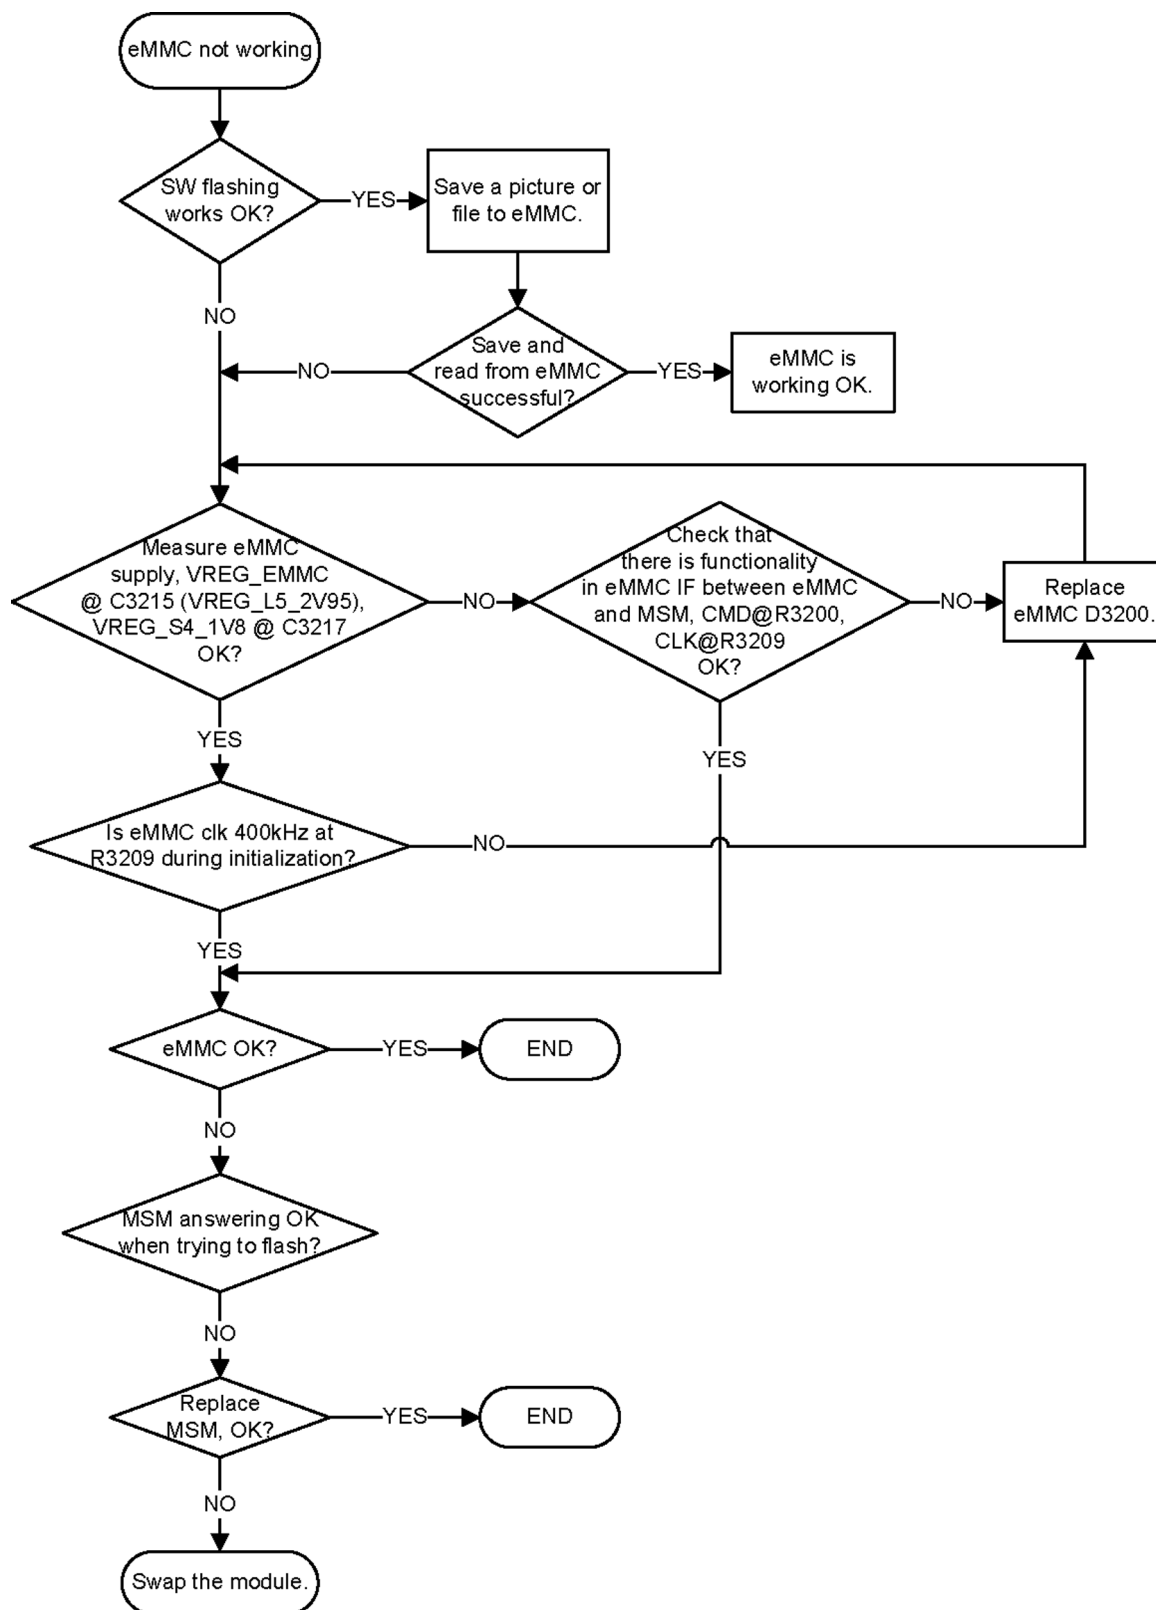 eMMC not working
SW flashing
works OK?
YES
Save a picture or
file to eMMC.
NO
Save and
read from eMMC
successful?
NO
YES
eMMC is
working OK.
Measure eMMC
supply, VREG_EMMC
@ C3215 (VREG_L5_2V95),
VREG_S4_1V8 @ C3217
OK?
NO
Check that
there is functionality
in eMMC IF between eMMC
and MSM, CMD@R3200,
CLK@R3209
OK?
NO
Replace
eMMC D3200.
YES
YES
Is eMMC clk 400kHz at
R3209 during initialization?
NO
YES
eMMC OK?
YES
END
NO
MSM answering OK
when trying to flash?
NO
Replace
MSM, OK?
YES
END
NO
Swap the module.